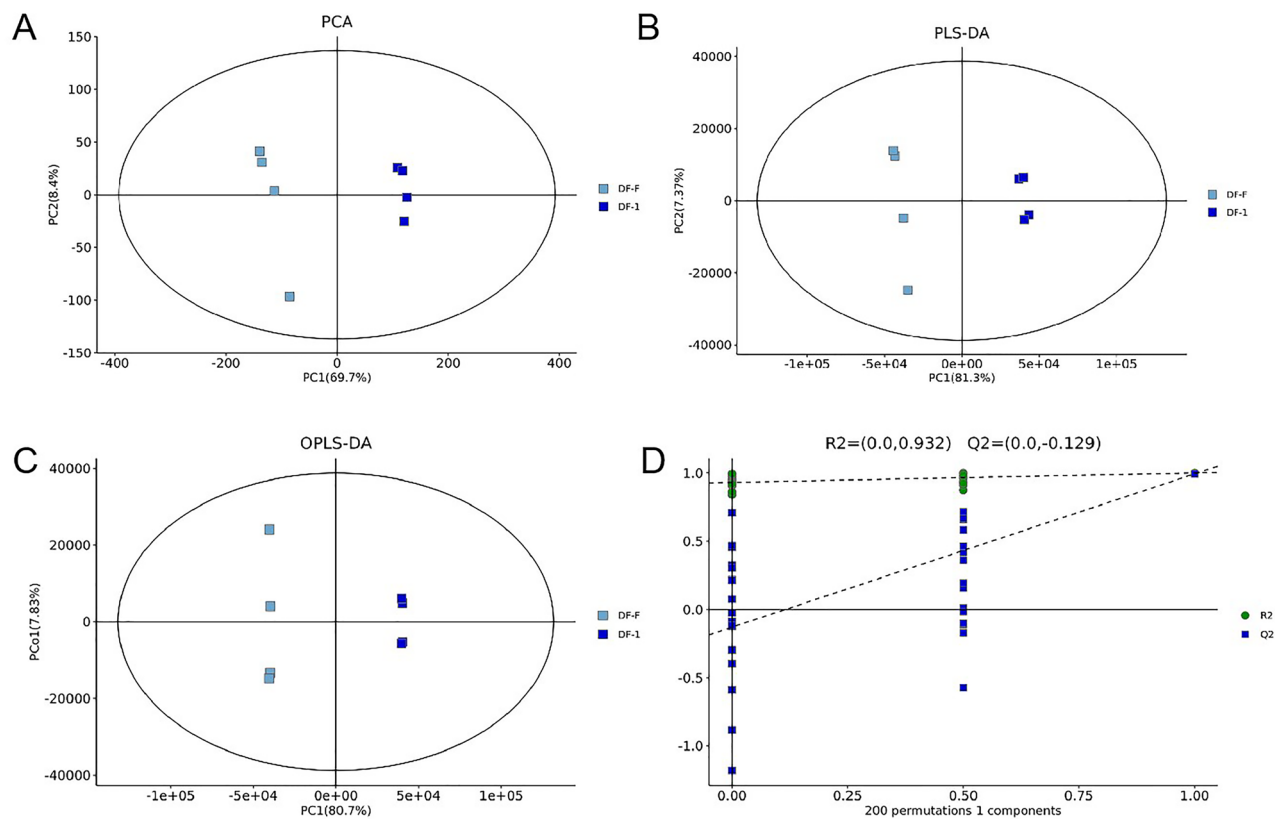 A
PCA
150
100
50
0
-50
-100
-150
-400
-200
0
200
400
PC1(69.7%)
PC2(8.4%)
DF-F
DF-1
B
PLS-DA
40000
20000
0
-20000
-40000
-1e+05
-5e+04
0e+00
5e+04
1e+05
PC1(81.3%)
PC2(7.37%)
DF-F
DF-1
C
OPLS-DA
40000
20000
0
-20000
-40000
-1e+05
-5e+04
0e+00
5e+04
1e+05
PC1(80.7%)
PCo1(7.83%)
DF-F
DF-1
D
R2=(0.0,0.932) Q2=(0.0,-0.129)
1.0
0.5
0.0
-0.5
-1.0
0.00
0.25
0.50
0.75
1.00
200 permutations 1 components
R2
Q2